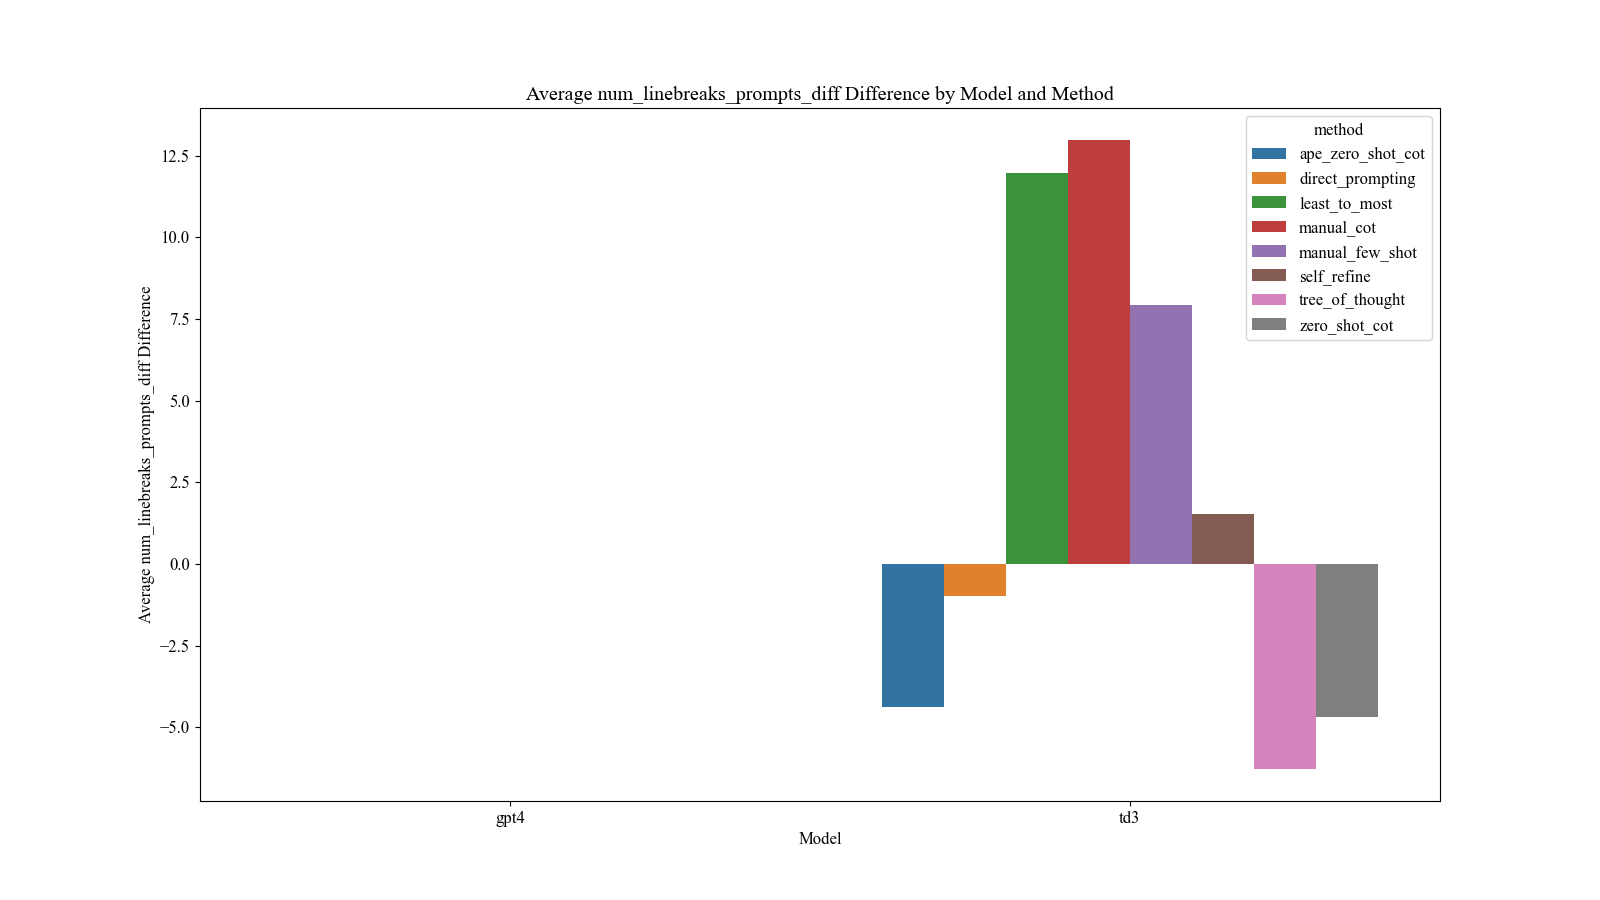 Average num_linebreaks_prompts_diff Difference by Model and Method
Average num_linebreaks_prompts_diff Difference
12.5
10.0
7.5
5.0
2.5
0.0
−2.5
−5.0
method
ape_zero_shot_cot
direct_prompting
least_to_most
manual_cot
manual_few_shot
self_refine
tree_of_thought
zero_shot_cot
gpt4
td3
Model